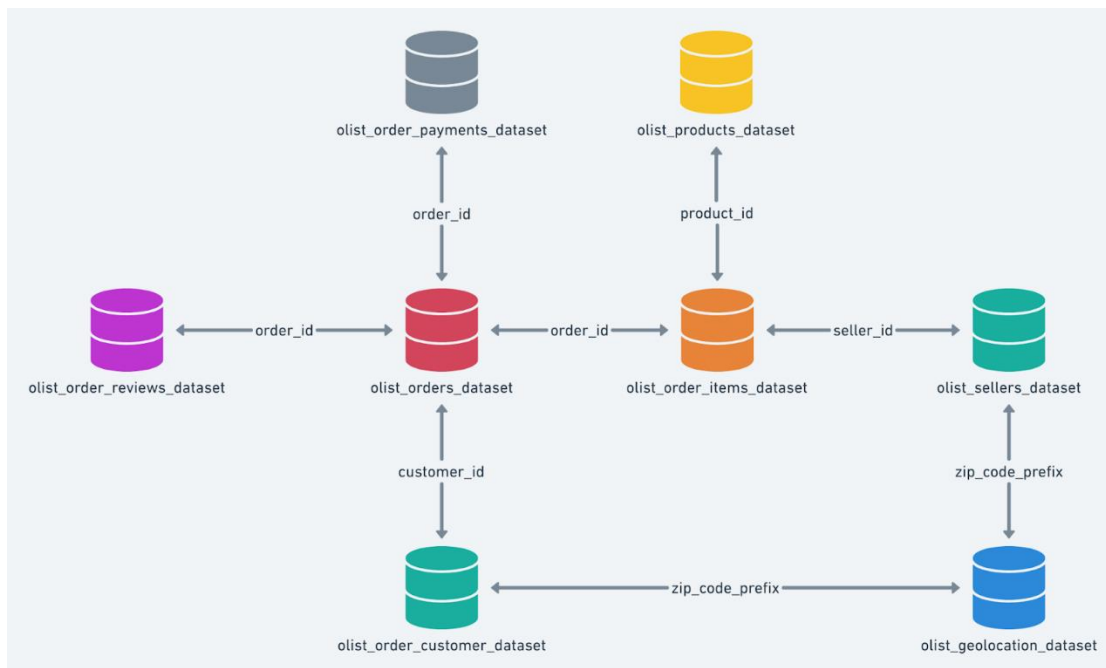 olist_order_payments_dataset
olist_products_dataset
order_id
product_id
order_id
order_id
seller_id
olist_order_reviews_dataset
olist_orders_dataset
olist_order_items_dataset
olist_sellers_dataset
customer_id
zip_code_prefix
zip_code_prefix
olist_order_customer_dataset
olist_geolocation_dataset